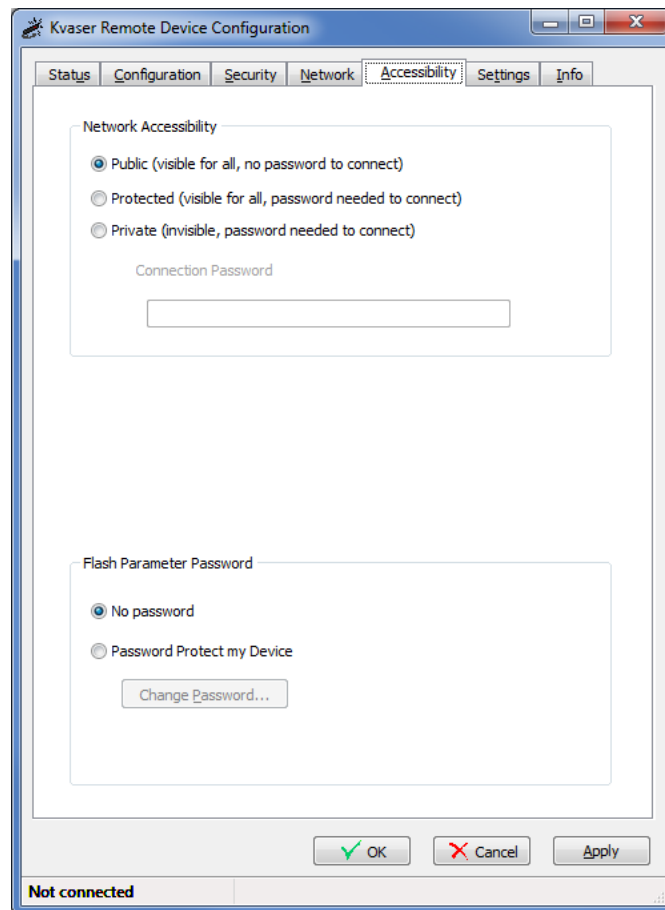 Kvaser Remote Device Configuration
Status Configuration Security Network Accessibility Settings Info
Network Accessibility
Public (visible for all, no password to connect)
Protected (visible for all, password needed to connect)
Private (invisible, password needed to connect)
Connection Password
Flash Parameter Password
No password
Password Protect my Device
Change Password...
OK Cancel Apply
Not connected